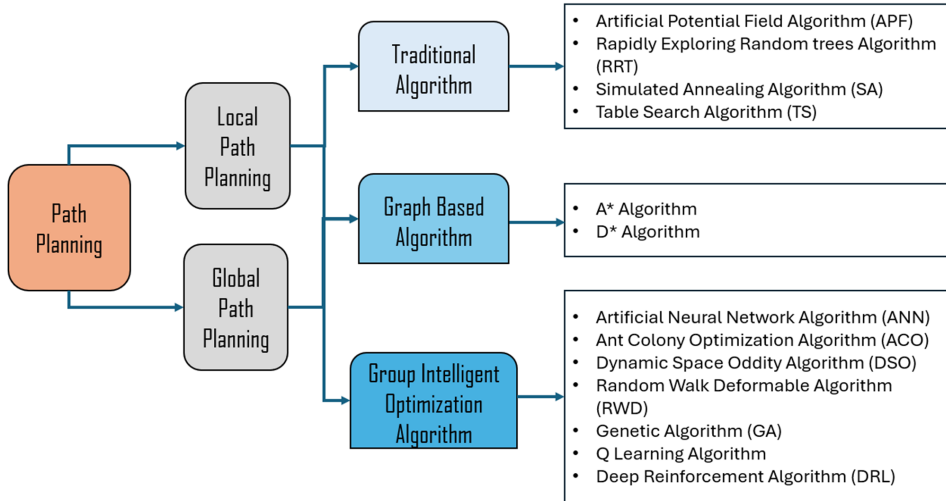 Path
Planning
Local
Path
Planning
Global
Path
Planning
Traditional
Algorithm
Graph Based
Algorithm
Group Intelligent
Optimization
Algorithm
• Artificial Potential Field Algorithm (APF)
• Rapidly Exploring Random trees Algorithm
(RRT)
• Simulated Annealing Algorithm (SA)
• Table Search Algorithm (TS)
• A* Algorithm
• D* Algorithm
• Artificial Neural Network Algorithm (ANN)
• Ant Colony Optimization Algorithm (ACO)
• Dynamic Space Oddity Algorithm (DSO)
• Random Walk Deformable Algorithm
(RWD)
• Genetic Algorithm (GA)
• Q Learning Algorithm
• Deep Reinforcement Algorithm (DRL)